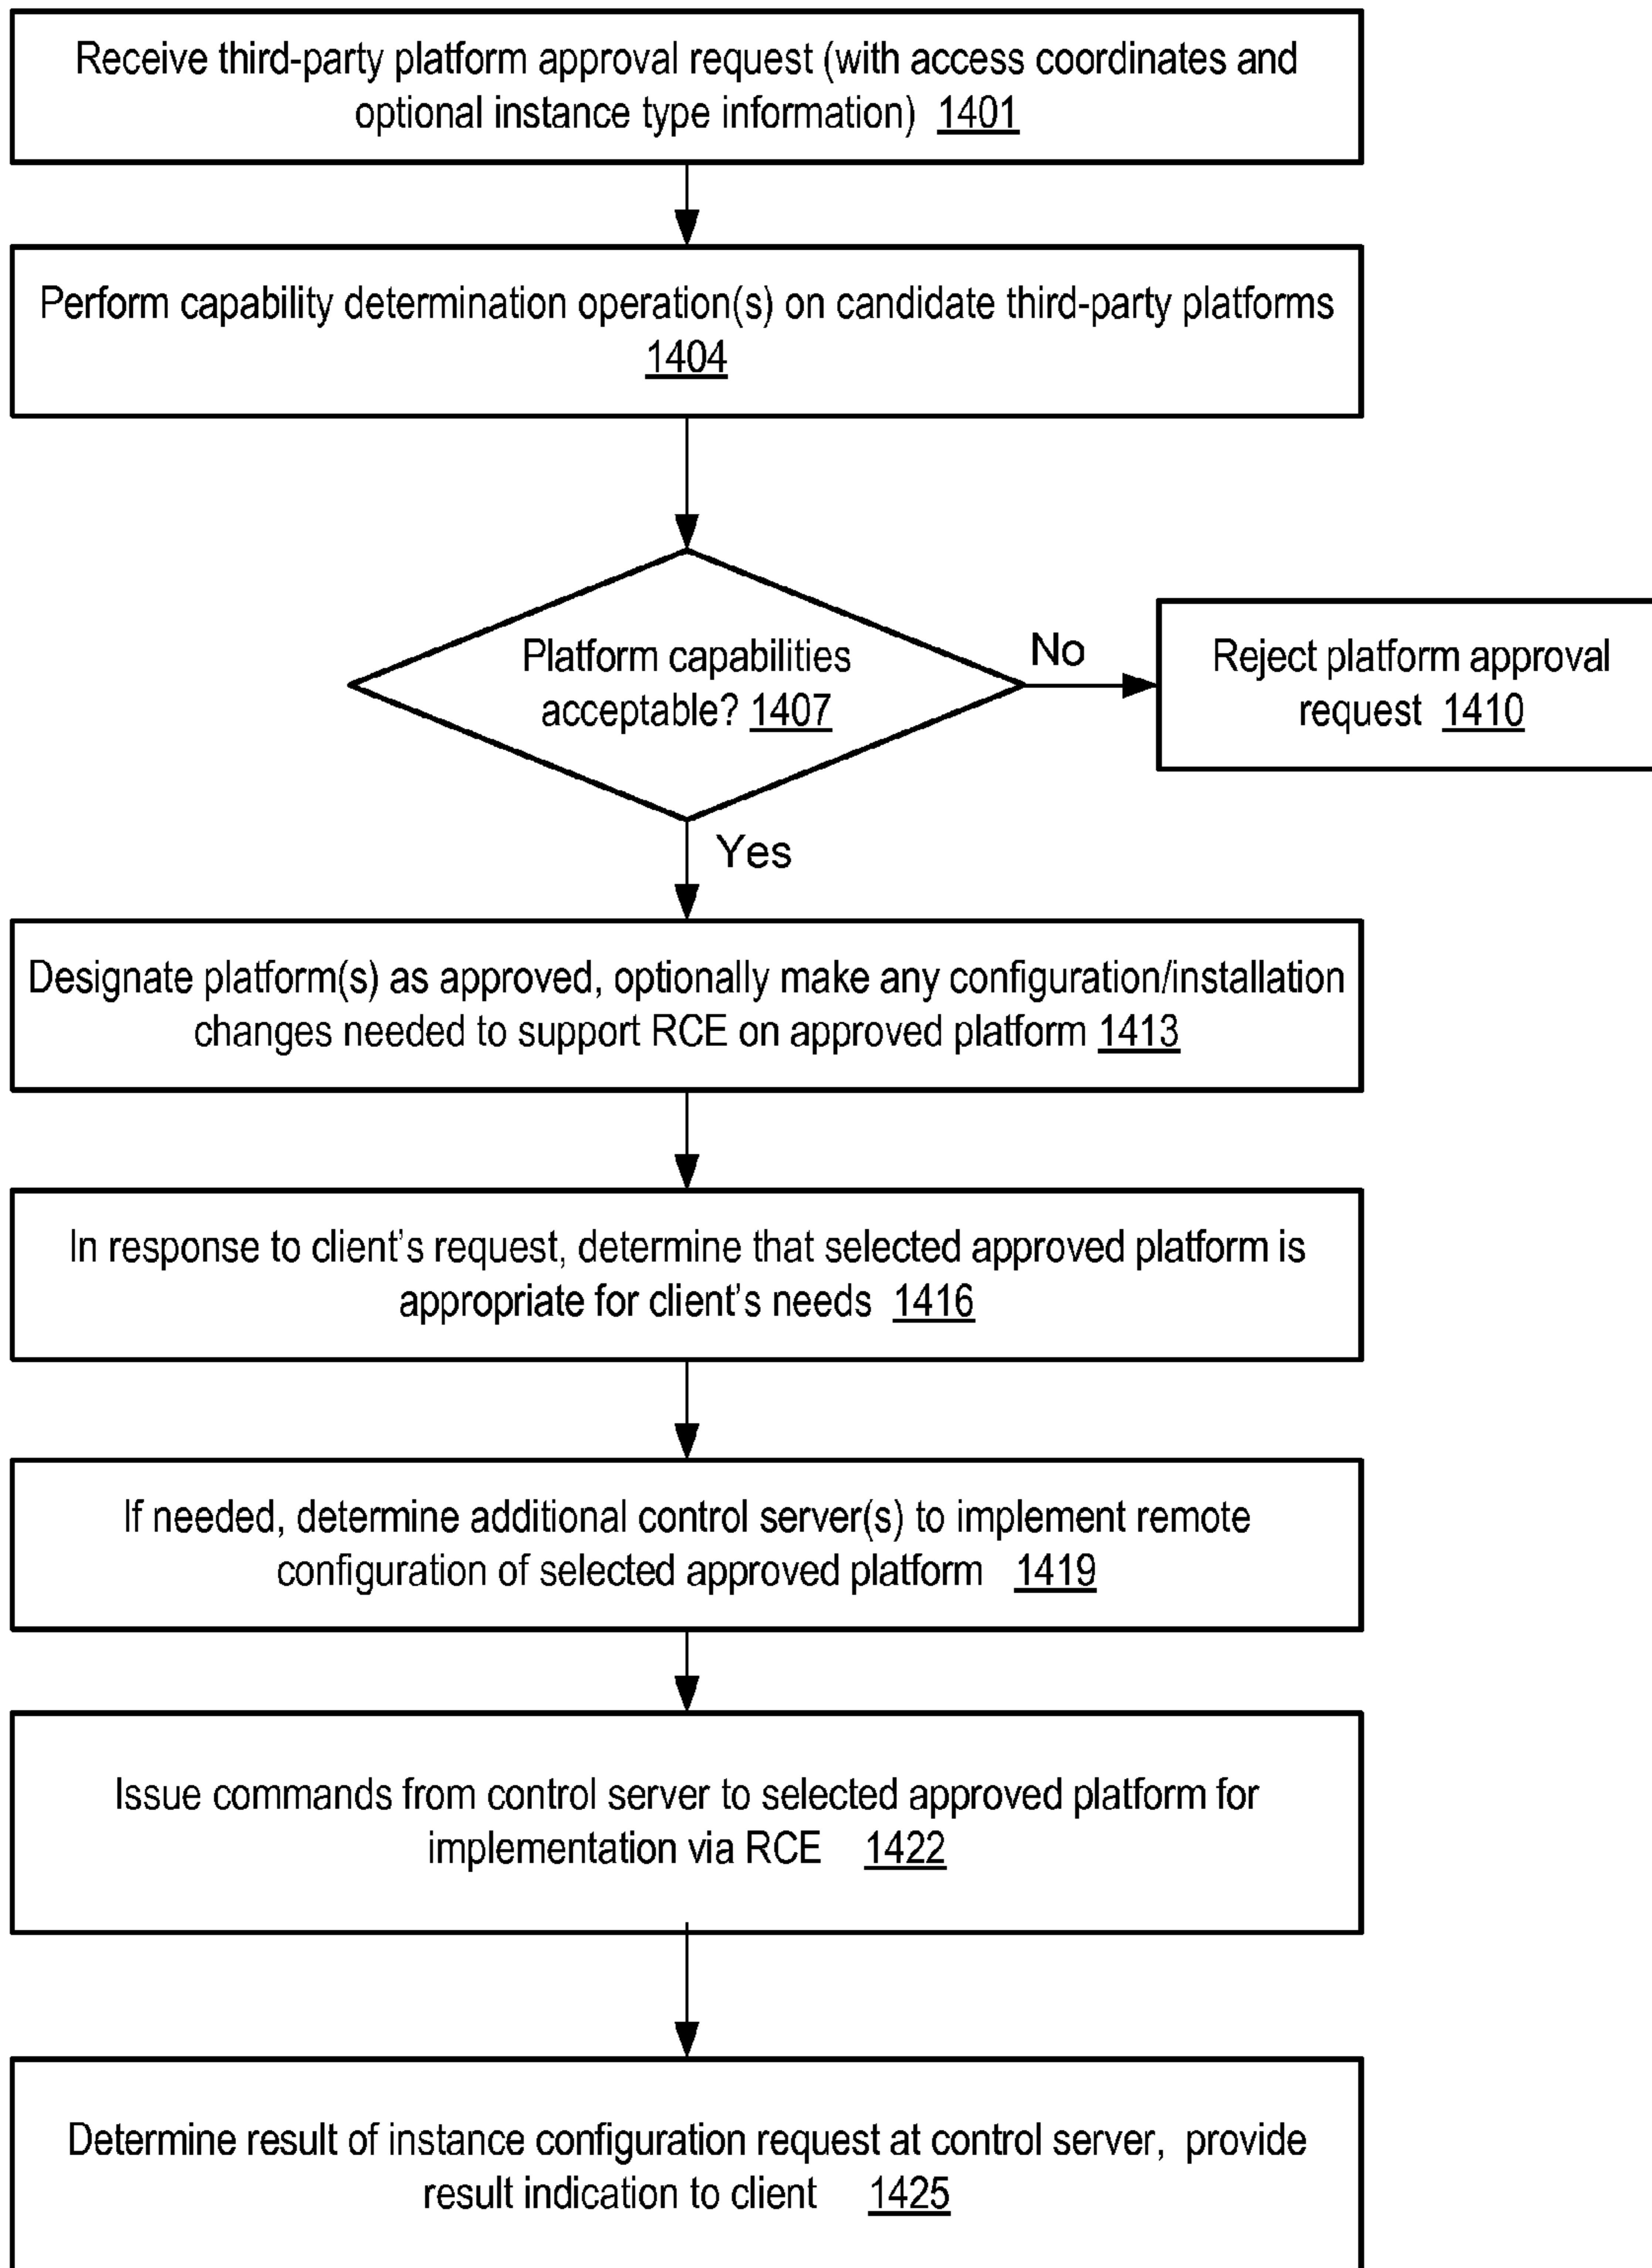 Receive third-party platform approval request (with access coordinates and
optional instance type information) 1401
Perform capability determination operation(s) on candidate third-party platforms
1404
Platform capabilities
acceptable? 1407
No
Reject platform approval
request 1410
Yes
Designate platform(s) as approved, optionally make any configuration/installation
changes needed to support RCE on approved platform 1413
In response to client’s request, determine that selected approved platform is
appropriate for client’s needs 1416
If needed, determine additional control server(s) to implement remote
configuration of selected approved platform 1419
Issue commands from control server to selected approved platform for
implementation via RCE 1422
Determine result of instance configuration request at control server, provide
result indication to client 1425